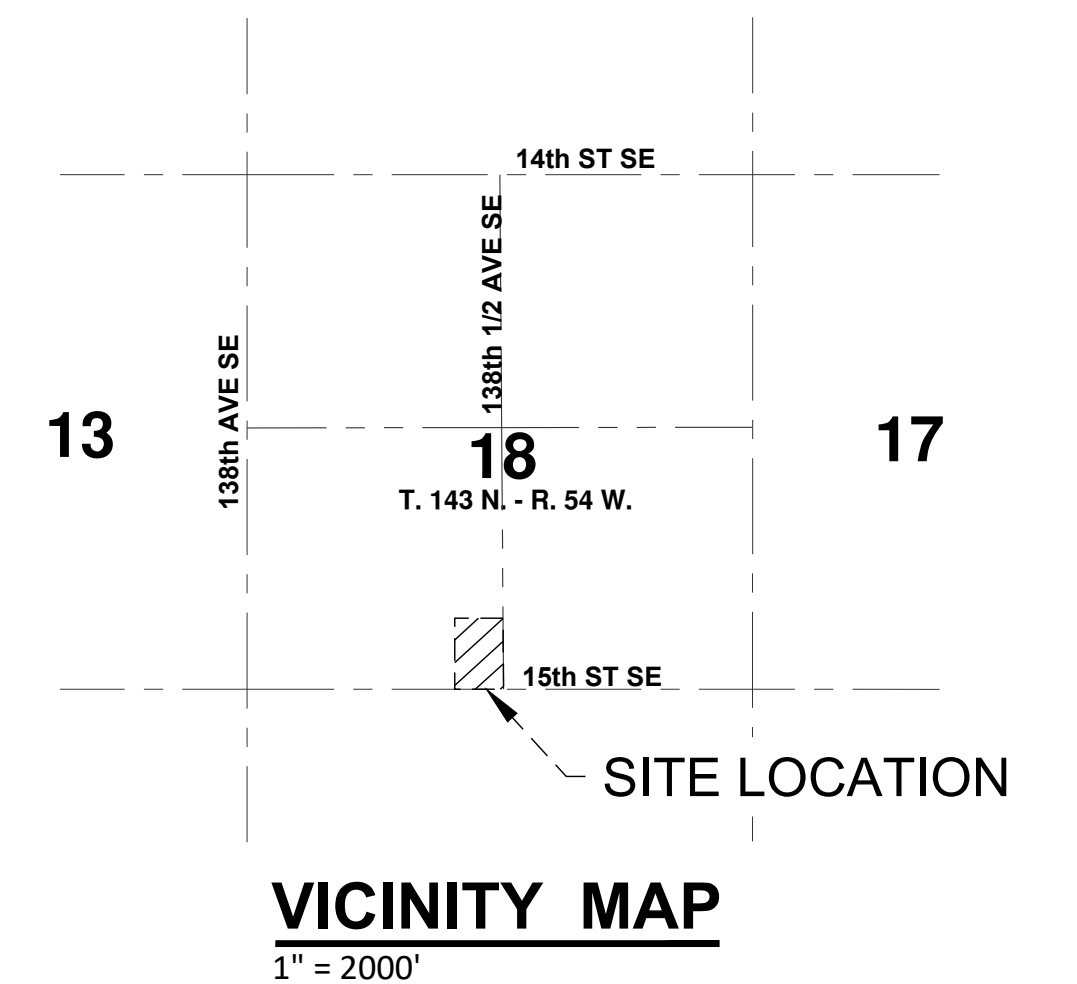 14th ST SE
138th 1/2 AVE SE
138th AVE SE
13
18
17
T. 143 N. - R. 54 W.
15th ST SE
SITE LOCATION
VICINITY MAP
1" = 2000'